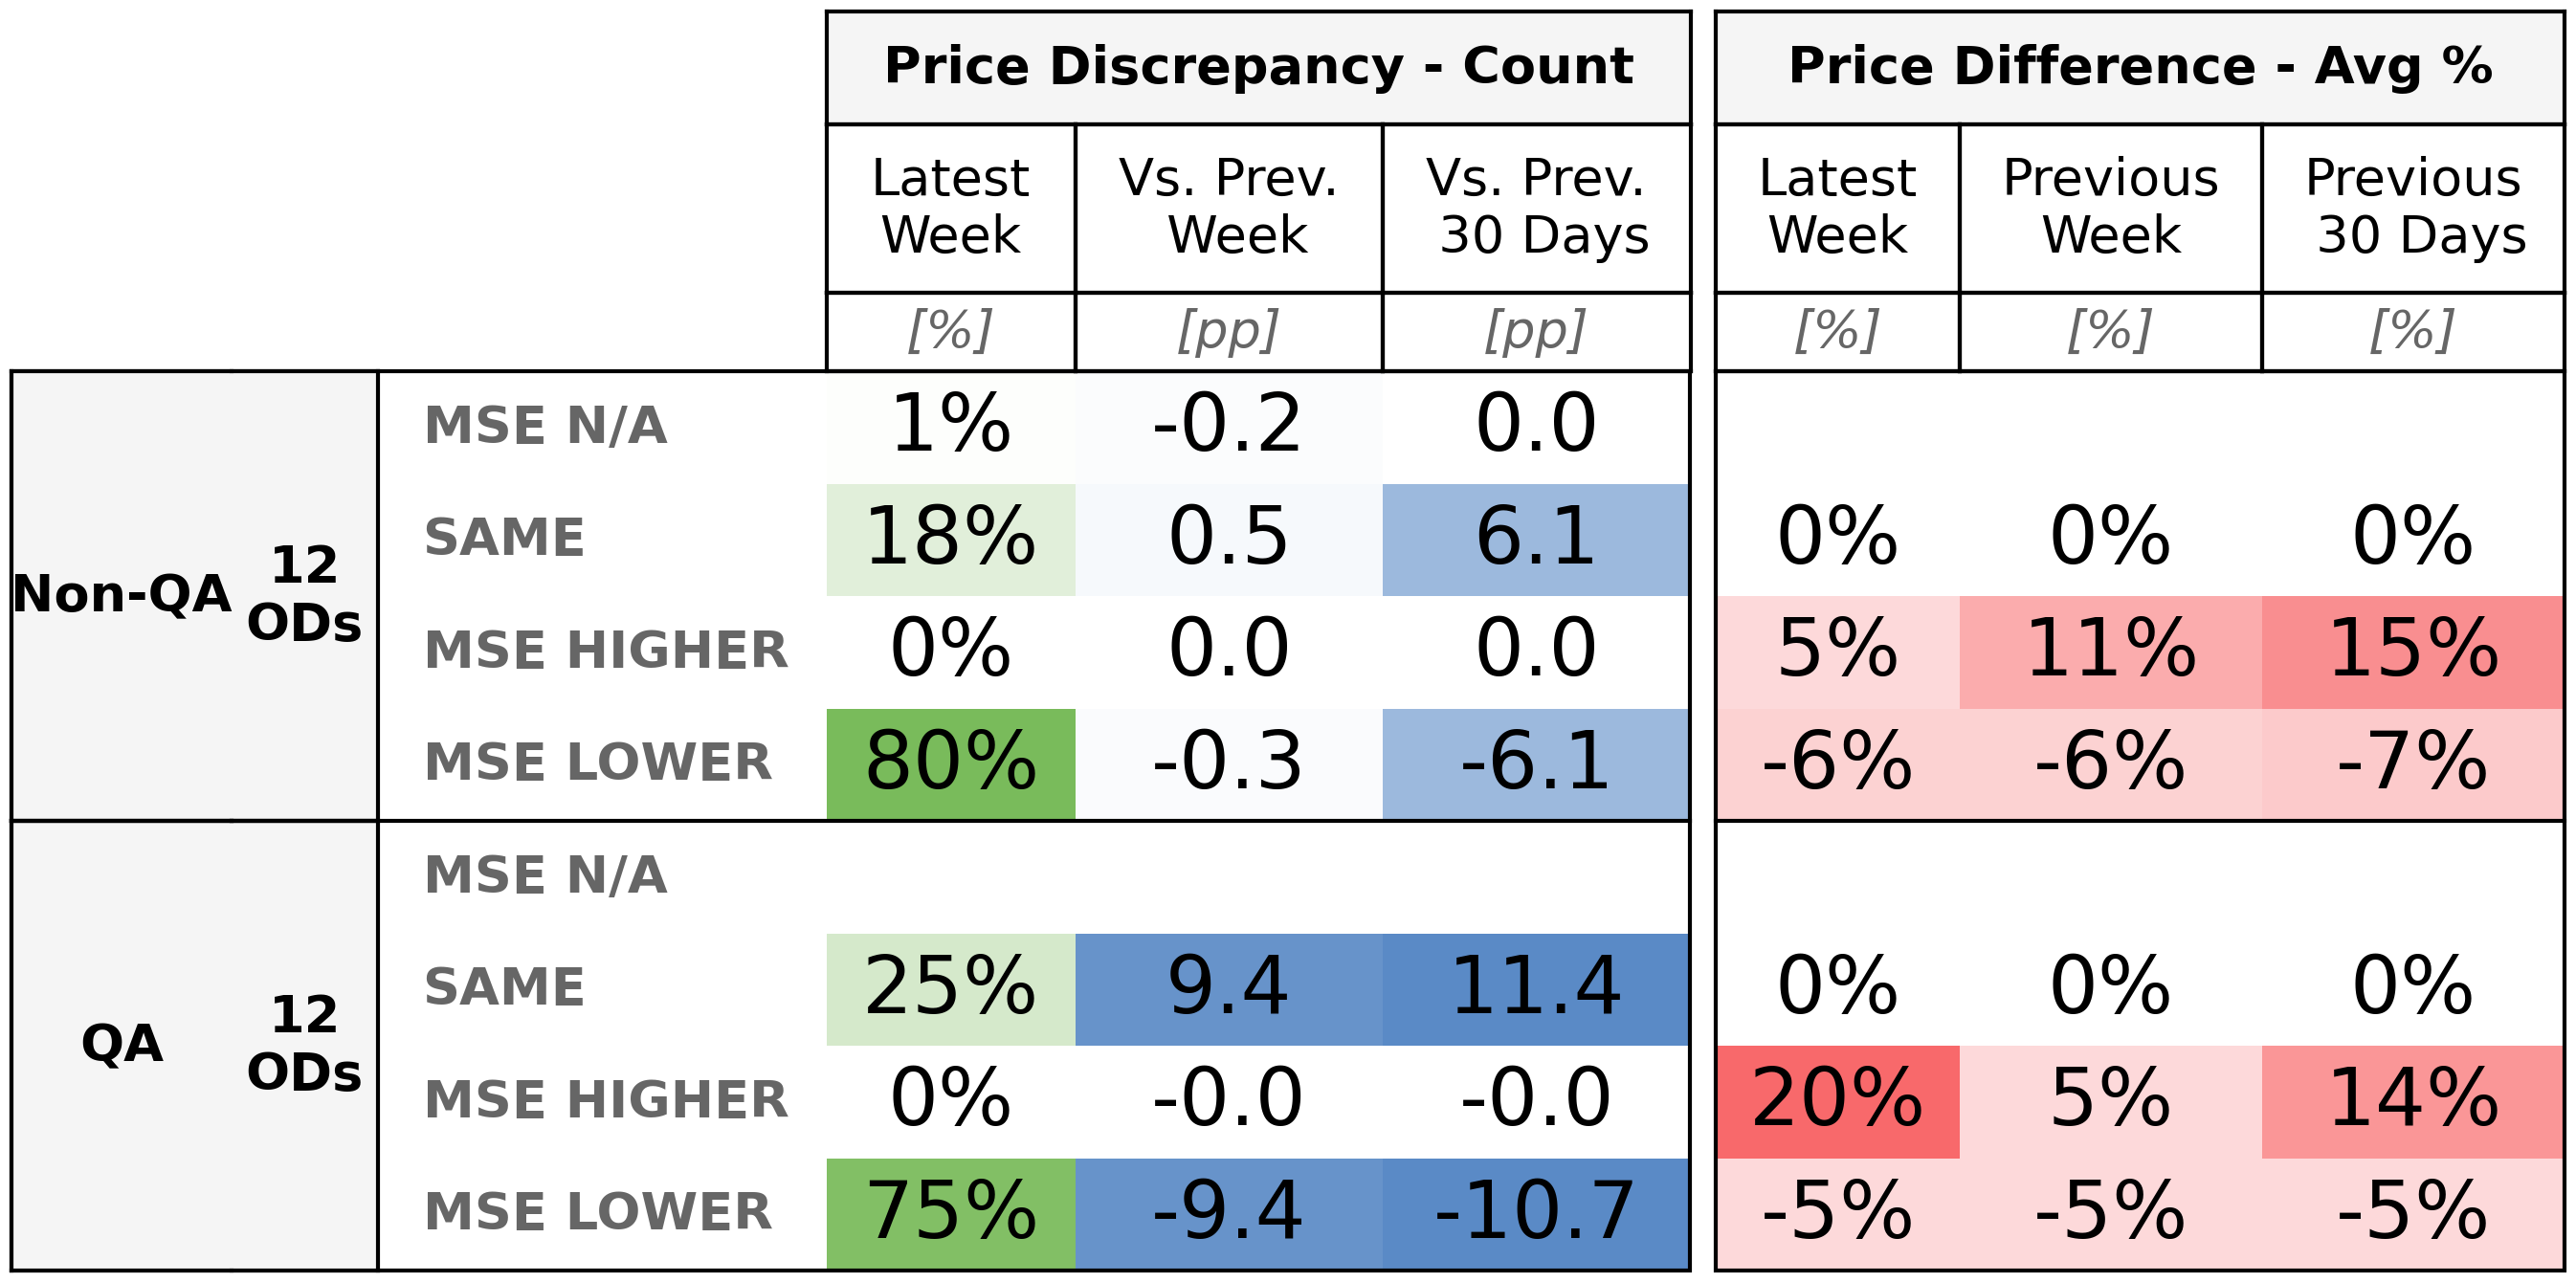 Price Discrepancy - Count Price Difference - Avg %
Latest Week Vs. Prev. Week Vs. Prev. 30 Days Latest Week Previous Week Previous 30 Days
[%] [pp] [pp] [%] [%] [%]
Non-QA 12 ODs
MSE N/A 1% -0.2 0.0
SAME 18% 0.5 6.1 0% 0% 0%
MSE HIGHER 0% 0.0 0.0 5% 11% 15%
MSE LOWER 80% -0.3 -6.1 -6% -6% -7%
QA 12 ODs
MSE N/A
SAME 25% 9.4 11.4 0% 0% 0%
MSE HIGHER 0% -0.0 -0.0 20% 5% 14%
MSE LOWER 75% -9.4 -10.7 -5% -5% -5%